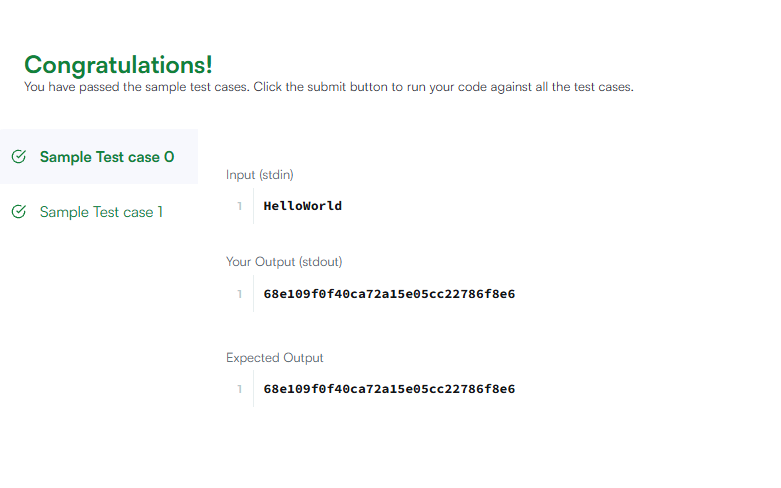 Congratulations!
You have passed the sample test cases. Click the submit button to run your code against all the test cases.
Sample Test case 0
Sample Test case 1
Input (stdin)
1 HelloWorld
Your Output (stdout)
1 68e109f0f40ca72a15e05cc22786f8e6
Expected Output
1 68e109f0f40ca72a15e05cc22786f8e6